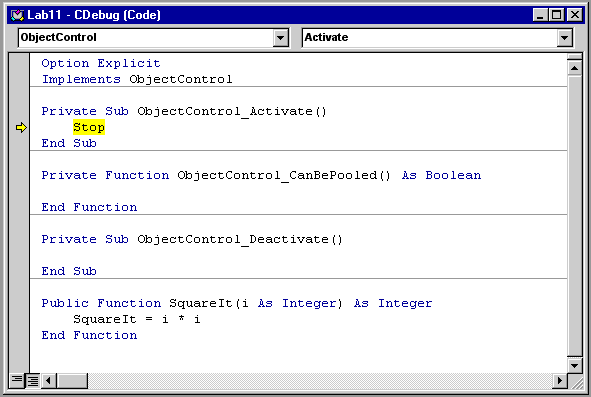 Lab11 - CDebug (Code)
ObjectControl Activate
Option Explicit
Implements ObjectControl
Private Sub ObjectControl_Activate()
Stop
End Sub
Private Function ObjectControl_CanBePooled() As Boolean
End Function
Private Sub ObjectControl_Deactivate()
End Sub
Public Function SquareIt(i As Integer) As Integer
SquareIt = i * i
End Function